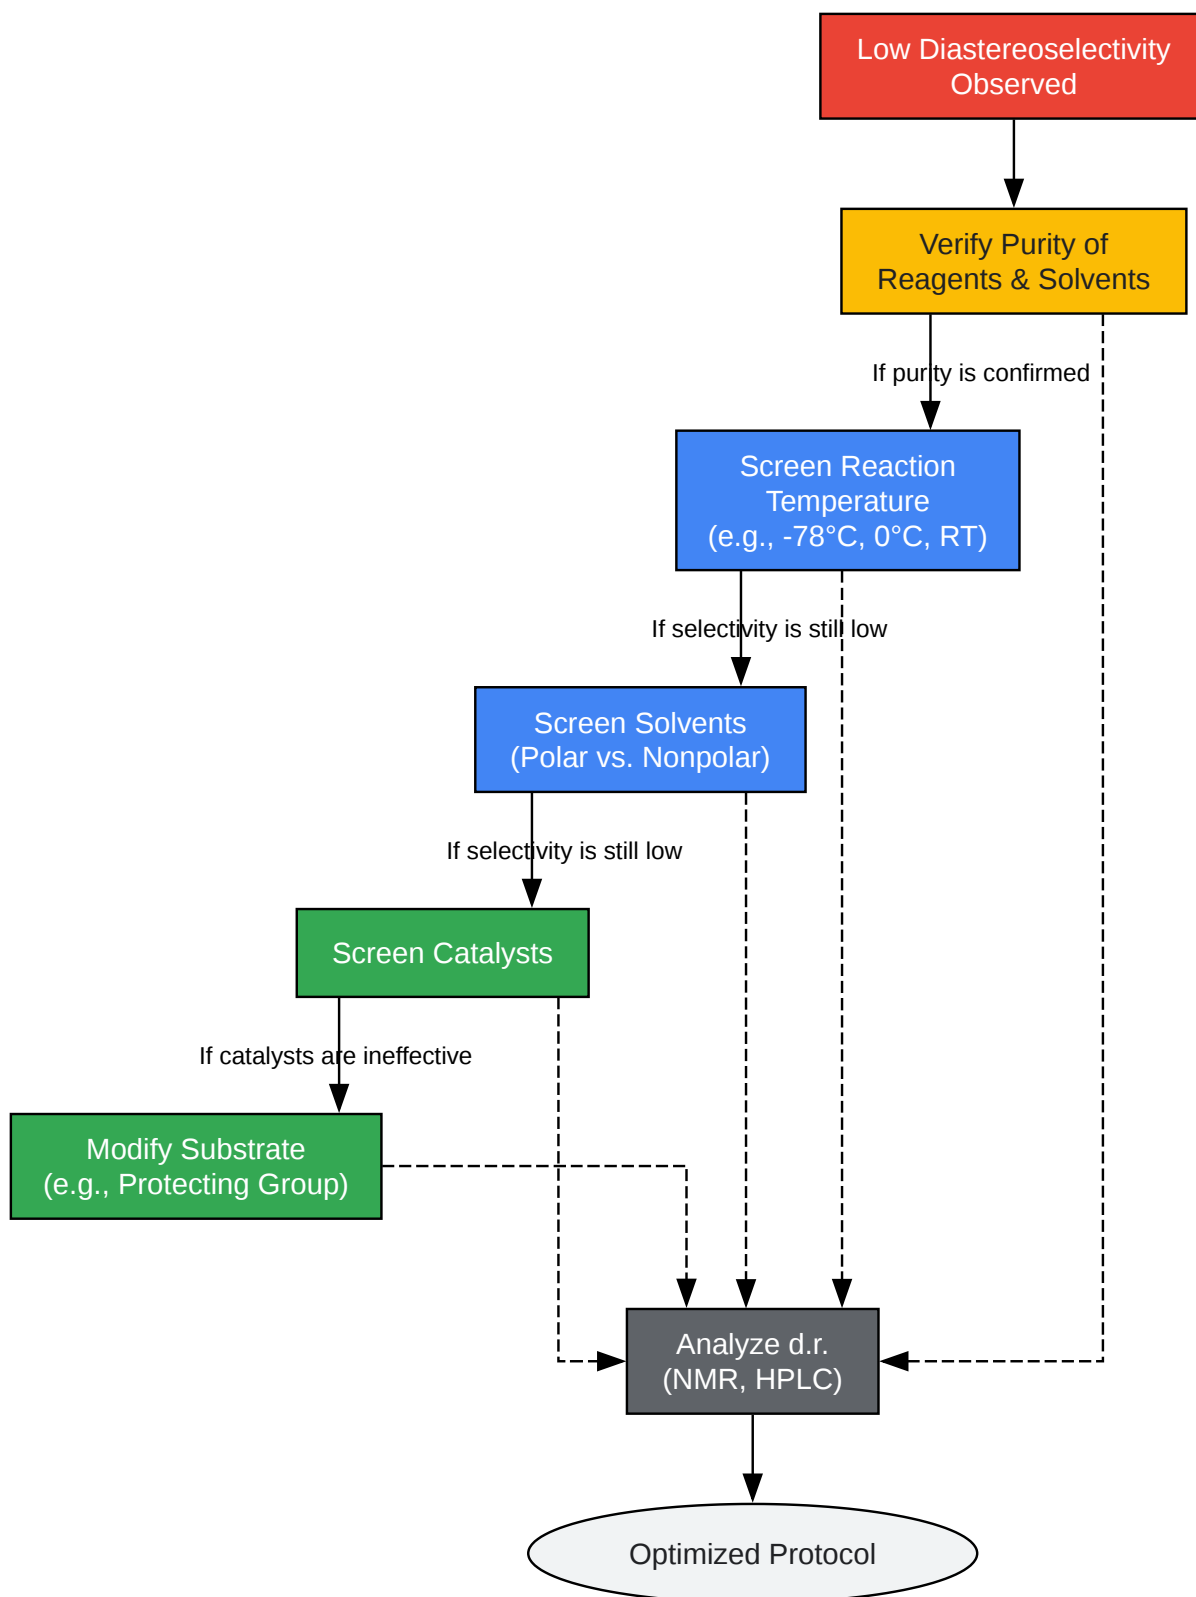 Low Diastereoselectivity
Observed
Verify Purity of
Reagents & Solvents
If purity is confirmed
Screen Reaction
Temperature
(e.g., -78°C, 0°C, RT)
If selectivity is still low
Screen Solvents
(Polar vs. Nonpolar)
If selectivity is still low
Screen Catalysts
If catalysts are ineffective
Modify Substrate
(e.g., Protecting Group)
Analyze d.r.
(NMR, HPLC)
Optimized Protocol